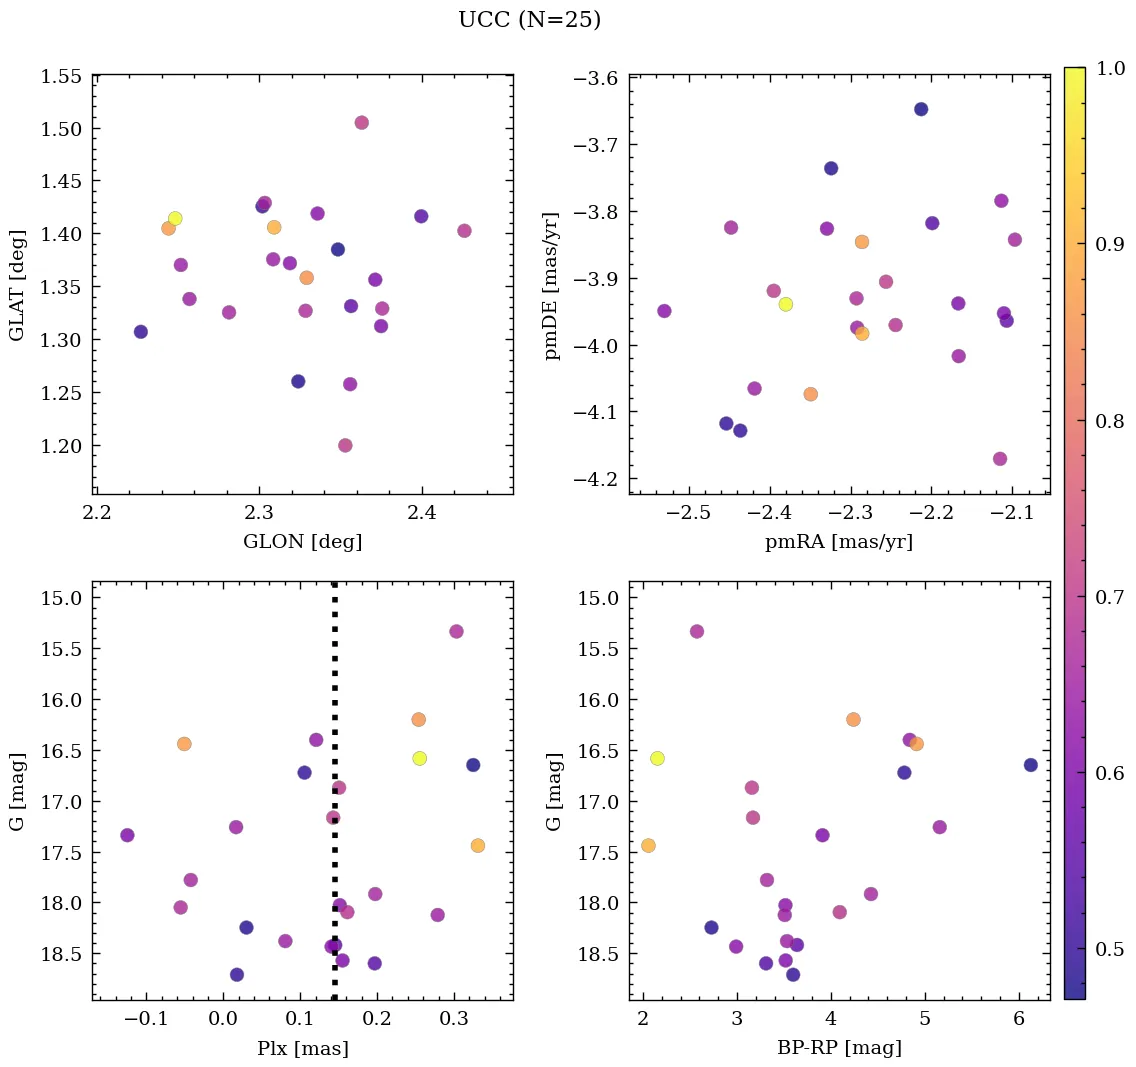 UCC (N=25)
1.55
1.50
1.45
1.40
1.35
1.30
1.25
1.20
GLAT [deg]
2.2 2.3 2.4
GLON [deg]
−3.6
−3.7
−3.8
−3.9
−4.0
−4.1
−4.2
pmDE [mas/yr]
−2.5 −2.4 −2.3 −2.2 −2.1
pmRA [mas/yr]
1.0
0.9
0.8
0.7
0.6
0.5
15.0
15.5
16.0
16.5
17.0
17.5
18.0
18.5
G [mag]
−0.1 0.0 0.1 0.2 0.3
Plx [mas]
15.0
15.5
16.0
16.5
17.0
17.5
18.0
18.5
G [mag]
2 3 4 5 6
BP-RP [mag]